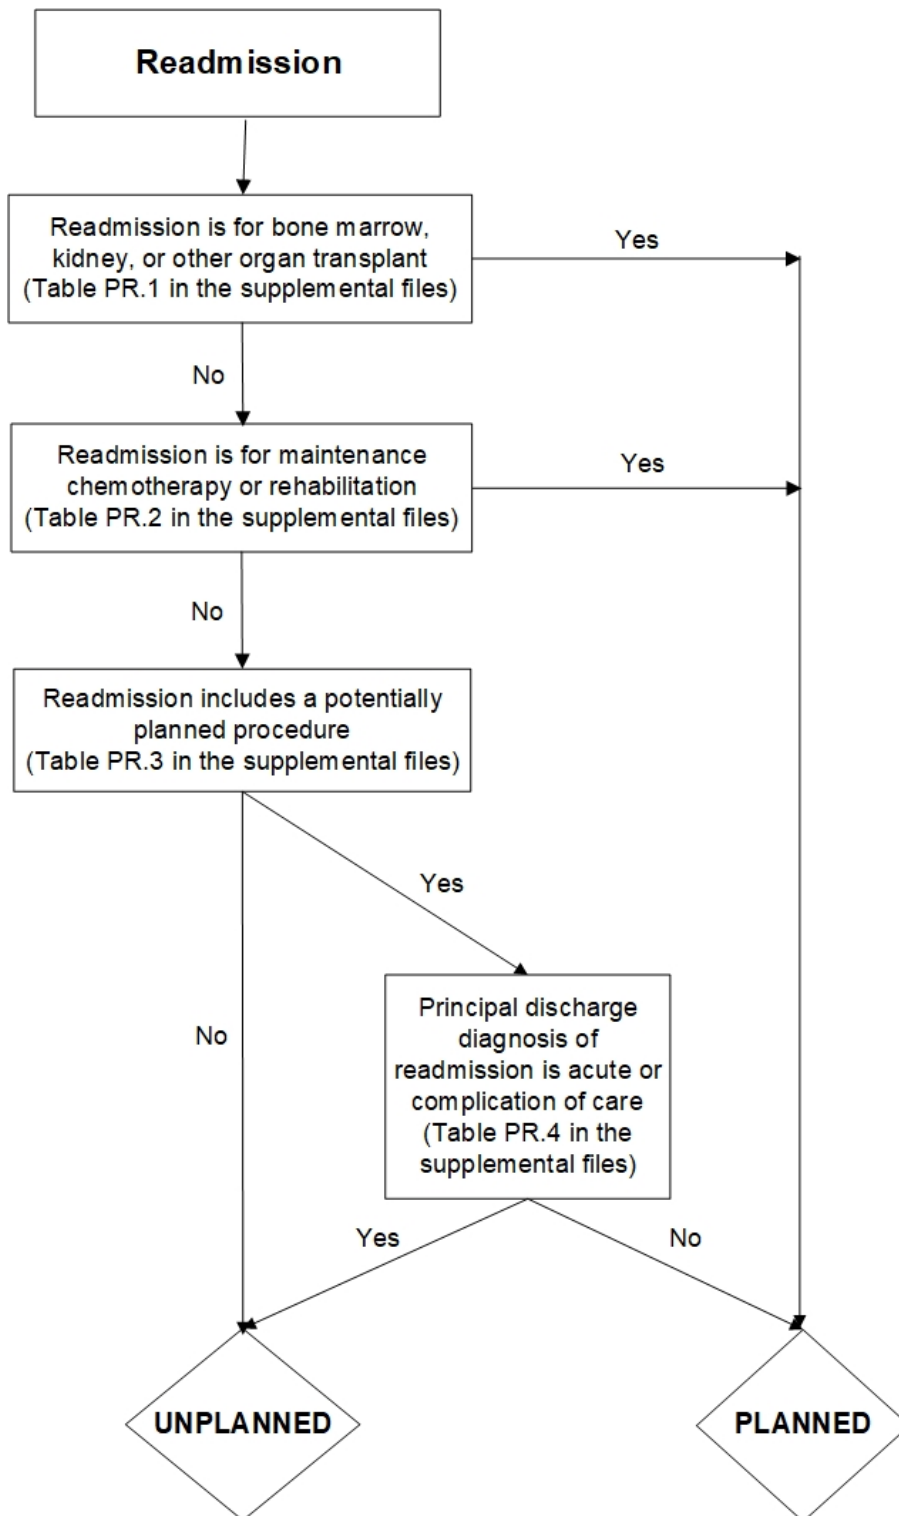 Readmission
Readmission is for bone marrow,
kidney, or other organ transplant
(Table PR.1 in the supplemental files)
Yes
No
Readmission is for maintenance
chemotherapy or rehabilitation
(Table PR.2 in the supplemental files)
Yes
No
Readmission includes a potentially
planned procedure
(Table PR.3 in the supplemental files)
Yes
No
Principal discharge
diagnosis of
readmission is acute or
complication of care
(Table PR.4 in the
supplemental files)
Yes
No
UNPLANNED
PLANNED